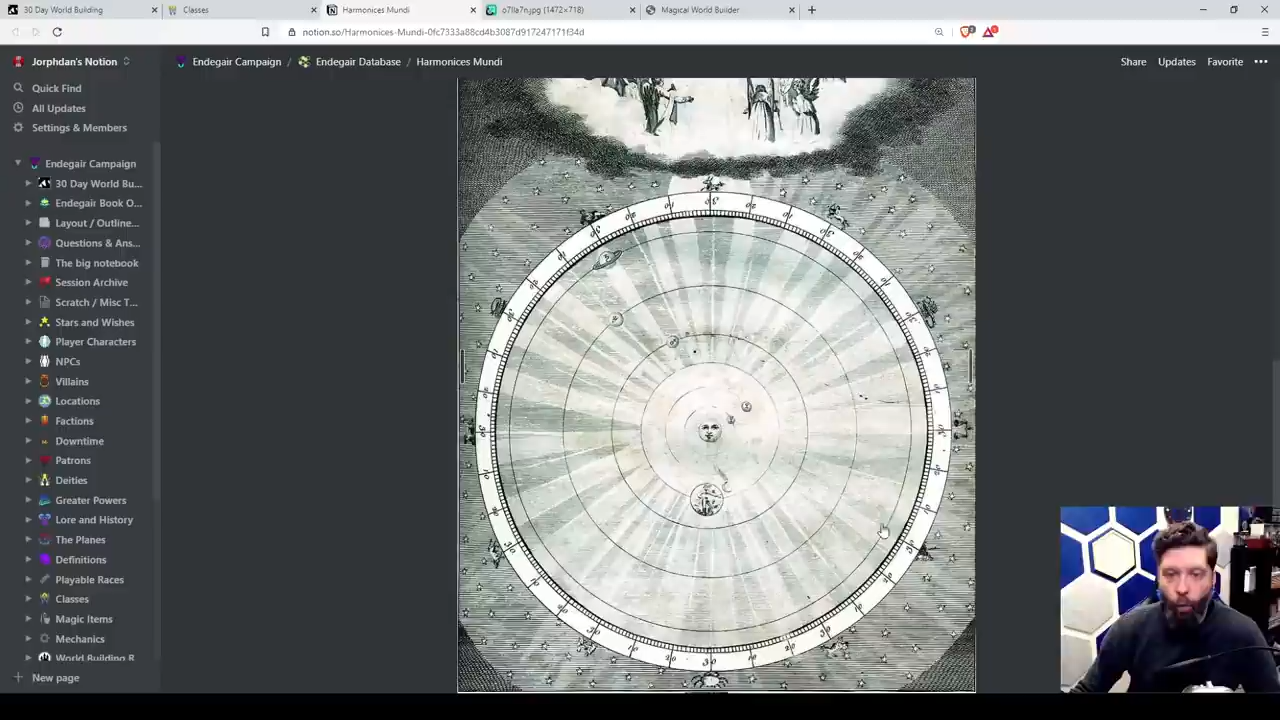 30 Day World Building
Classes
Harmonices Mundi
o7lla7n.jpg (1472×718)
Magical World Builder
notion.so/Harmonices-Mundi-0fc7333a88cd4b3087d917247171f34d
Jorphdan's Notion
Endegair Campaign / Endegair Database / Harmonices Mundi
Share Updates Favorite
Quick Find
All Updates
Settings & Members
Endegair Campaign
30 Day World Bu...
Endegair Book O...
Layout / Outline...
Questions & Ans...
The big notebook
Session Archive
Scratch / Misc T...
Stars and Wishes
Player Characters
NPCs
Villains
Locations
Factions
Downtime
Patrons
Deities
Greater Powers
Lore and History
The Planes
Definitions
Playable Races
Classes
Magic Items
Mechanics
World Building R
New page